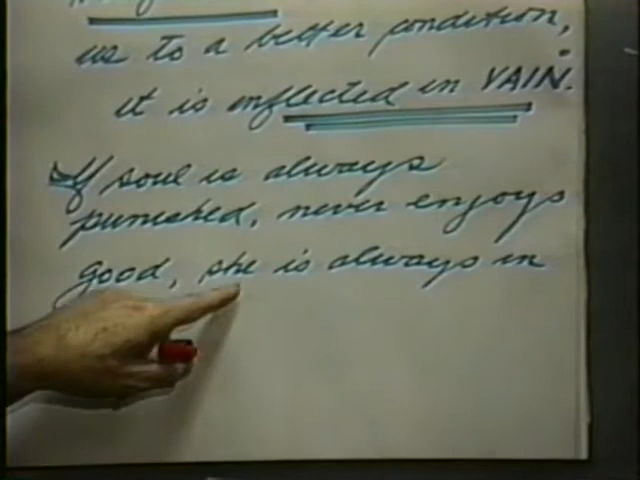 us to a better condition,
it is inflected in VAIN.
If soul is always
punished, never enjoys
good, she is always in